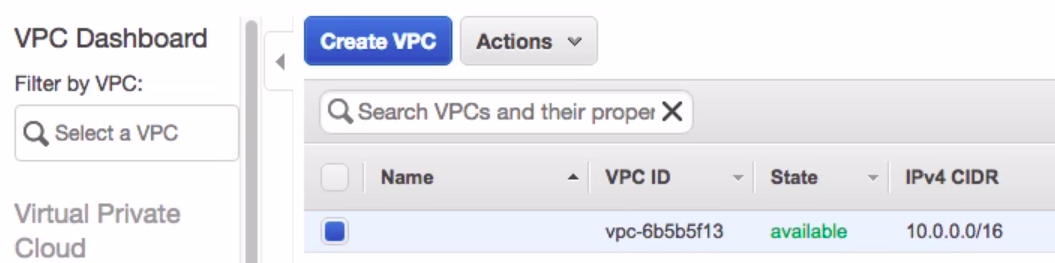 VPC Dashboard
Filter by VPC:
Select a VPC
Virtual Private
Cloud
Create VPC Actions
Search VPCs and their proper
Name VPC ID State IPv4 CIDR
vpc-6b5b5f13 available 10.0.0.0/16